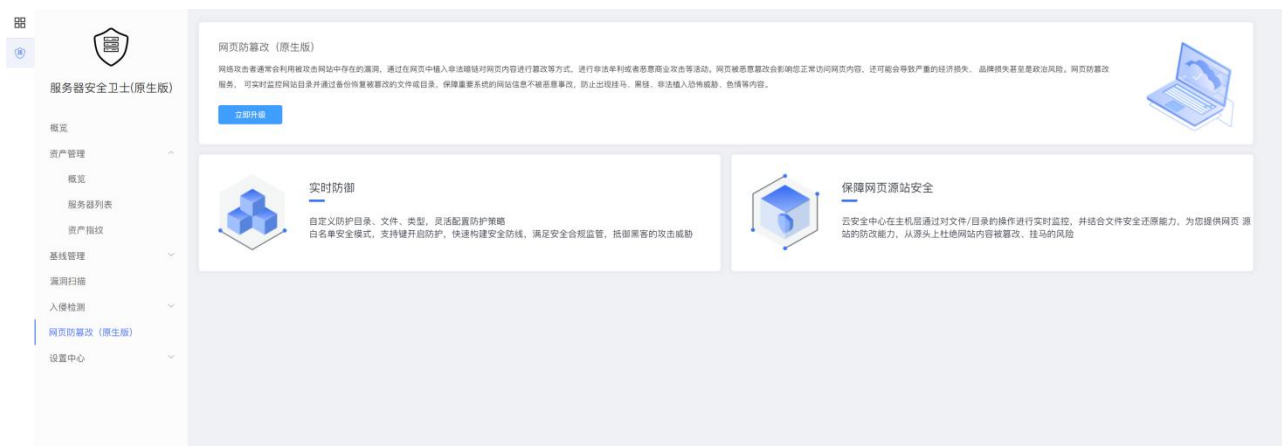 服务器安全卫士(原生版)
概览
资产管理
概览
服务器列表
资产指纹
基线管理
漏洞扫描
入侵检测
网页防篡改（原生版）
设置中心
网页防篡改（原生版）
网络攻击者通常会利用被攻击网站中存在的漏洞，通过在网页中植入非法暗链对网页内容进行篡改等方式，进行非法牟利或者恶意商业攻击等活动。网页被恶意篡改会影响您正常访问网页内容，还可能会导致严重的经济损失、品牌损失甚至是政治风险。网页防篡改
服务， 可实时监控网站目录并通过备份恢复被篡改的文件或目录，保障重要系统的网站信息不被恶意篡改，防止出现挂马、黑链、非法植入恐怖威胁、色情等内容。
立即升级
实时防御
自定义防护目录、文件、类型，灵活配置防护策略
白名单安全模式，支持键开启防护，快速构建安全防线，满足安全合规监管，抵御黑客的攻击威胁
保障网页源站安全
云安全中心在主机层通过对文件/目录的操作进行实时监控，并结合文件安全还原能力，为您提供网页 源
站的防改能力，从源头上杜绝网站内容被篡改、挂马的风险